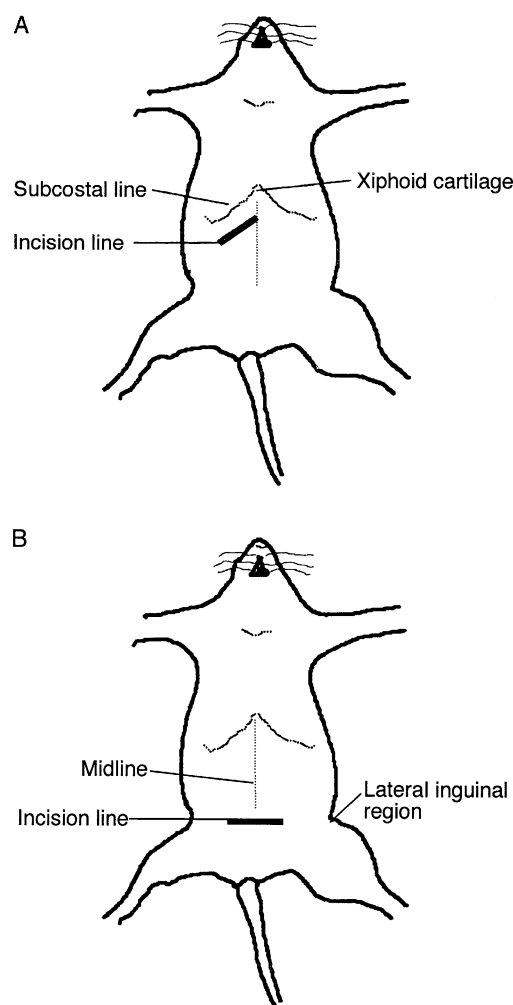 A
Xiphoid cartilage
Subcostal line
Incision line
B
Midline
Lateral inguinal
region
Incision line